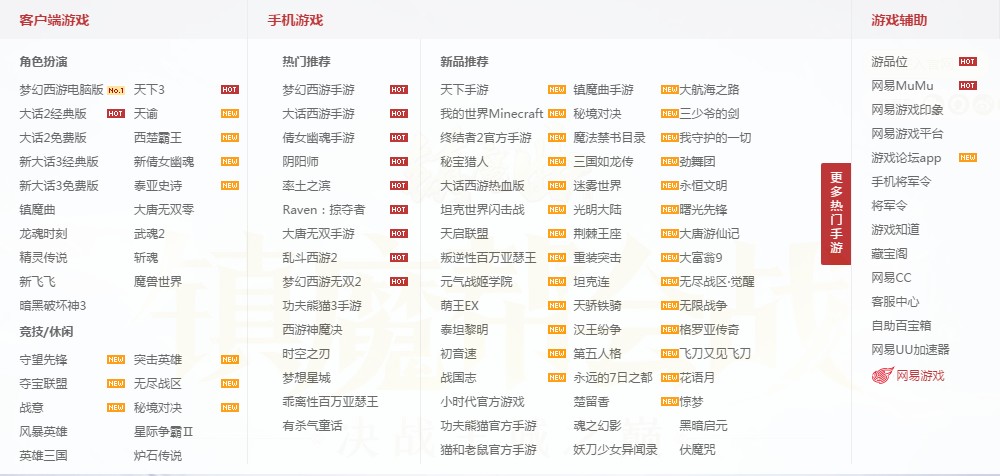 客户端游戏
角色扮演
梦幻西游电脑版 No.1 天下3 HOT
大话2经典版 HOT 天谕 NEW
大话2免费版 西楚霸王 NEW
新大话3经典版 新倩女幽魂 NEW
新大话3免费版 泰亚史诗 NEW
镇魔曲 大唐无双零
龙魂时刻 武魂2
精灵传说 斩魂
新飞飞 魔兽世界
暗黑破坏神3
竞技/休闲
守望先锋 NEW 突击英雄 NEW
夺宝联盟 NEW 无尽战区 NEW
战意 NEW 秘境对决 NEW
风暴英雄 星际争霸Ⅱ
英雄三国 炉石传说
手机游戏
热门推荐
梦幻西游手游 HOT
大话西游手游 HOT
倩女幽魂手游 HOT
阴阳师 HOT
率土之滨 HOT
Raven：掠夺者 HOT
大唐无双手游 HOT
乱斗西游2 HOT
梦幻西游无双2 HOT
功夫熊猫3手游
西游神魔决
时空之刃
梦想星城
乖离性百万亚瑟王
有杀气童话
新品推荐
天下手游 NEW 镇魔曲手游 NEW 大航海之路
我的世界Minecraft NEW 秘境对决 NEW 三少爷的剑
终结者2官方手游 NEW 魔法禁书目录 NEW 我守护的一切
秘宝猎人 NEW 三国如龙传 NEW 劲舞团
大话西游热血版 NEW 迷雾世界 NEW 永恒文明
坦克世界闪击战 NEW 光明大陆 NEW 曙光先锋
天启联盟 NEW 荆棘王座 NEW 大唐游仙记
叛逆性百万亚瑟王 NEW 重装突击 NEW 大富翁9
元气战姬学院 NEW 坦克连 NEW 无尽战区·觉醒
萌王EX NEW 天骄铁骑 NEW 无限战争
泰坦黎明 NEW 汉王纷争 NEW 格罗亚传奇
初音速 NEW 第五人格 NEW 飞刀又见飞刀
战国志 NEW 永远的7日之都 NEW 花语月
小时代官方游戏 楚留香 NEW 惊梦
功夫熊猫官方手游 魂之幻影 黑暗启元
猫和老鼠官方手游 妖刀少女异闻录 伏魔咒
更多热门手游
游戏辅助
游品位 HOT
网易MuMu HOT
网易游戏印象
网易游戏平台
游戏论坛app NEW
手机将军令
将军令
游戏知道
藏宝阁
网易CC
客服中心
自助百宝箱
网易UU加速器
网易游戏